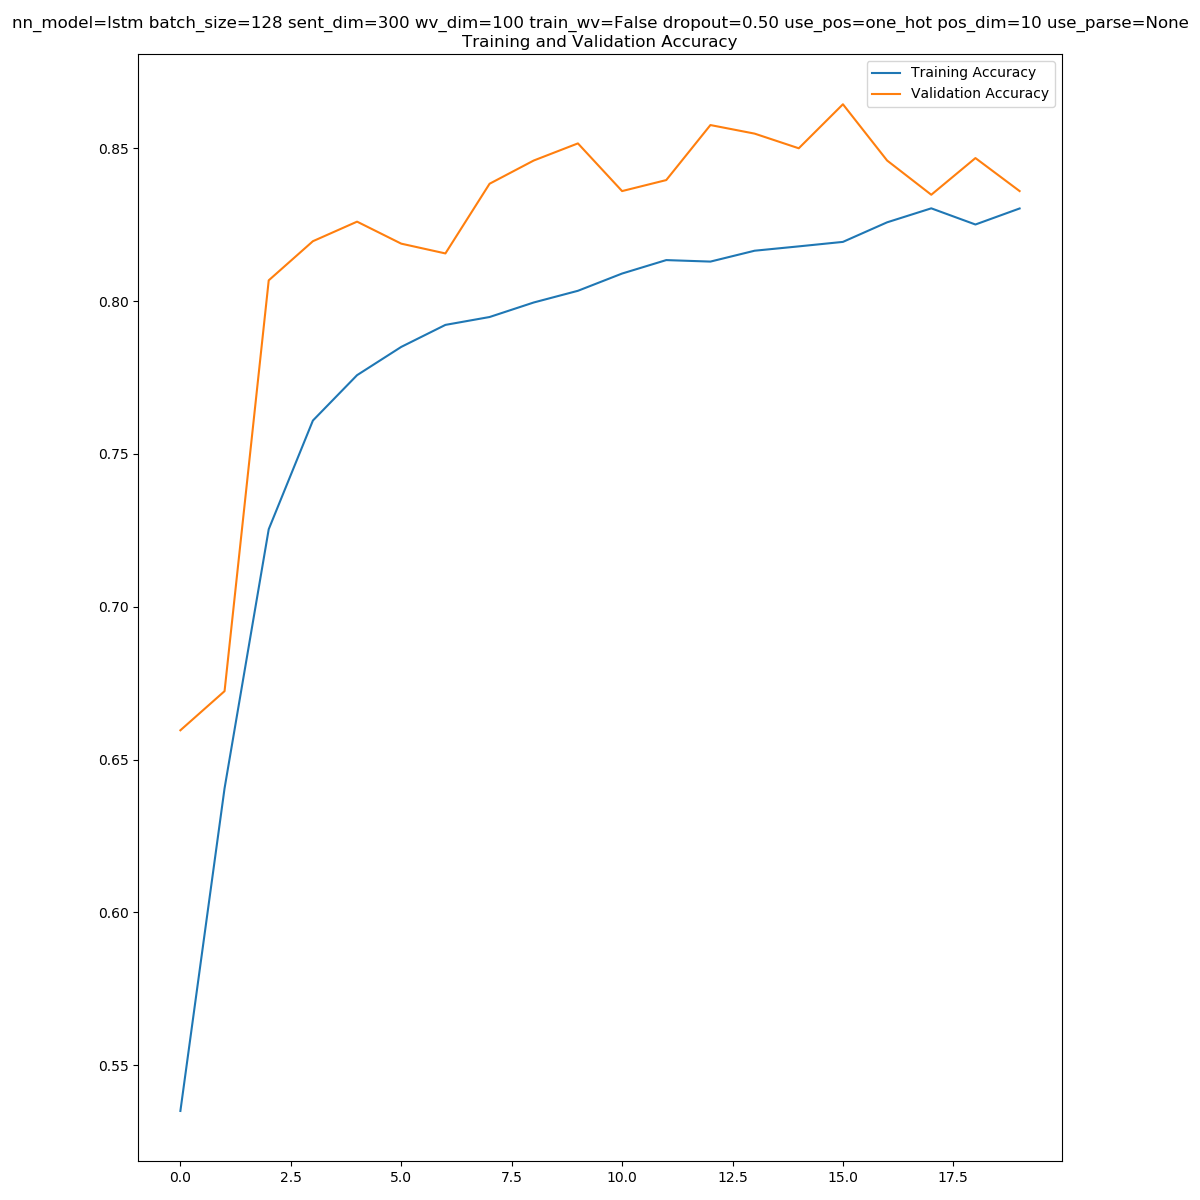 nn_model=lstm batch_size=128 sent_dim=300 wv_dim=100 train_wv=False dropout=0.50 use_pos=one_hot pos_dim=10 use_parse=None
Training and Validation Accuracy
Training Accuracy
Validation Accuracy
0.85
0.80
0.75
0.70
0.65
0.60
0.55
0.0 2.5 5.0 7.5 10.0 12.5 15.0 17.5